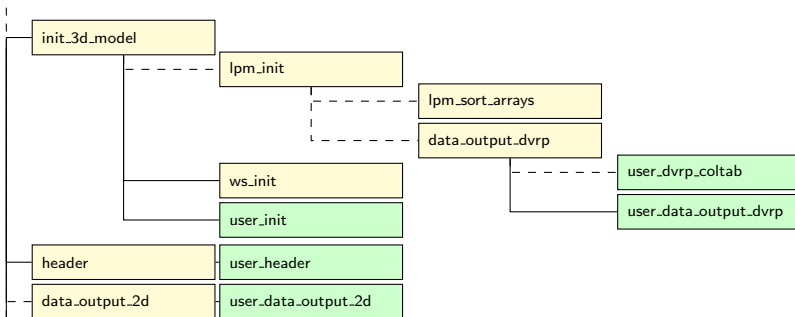 init_3d_model
lpm_init
lpm_sort_arrays
data_output_dvrp
user_dvrp_coltab
ws_init
user_data_output_dvrp
user_init
header
user_header
data_output_2d
user_data_output_2d